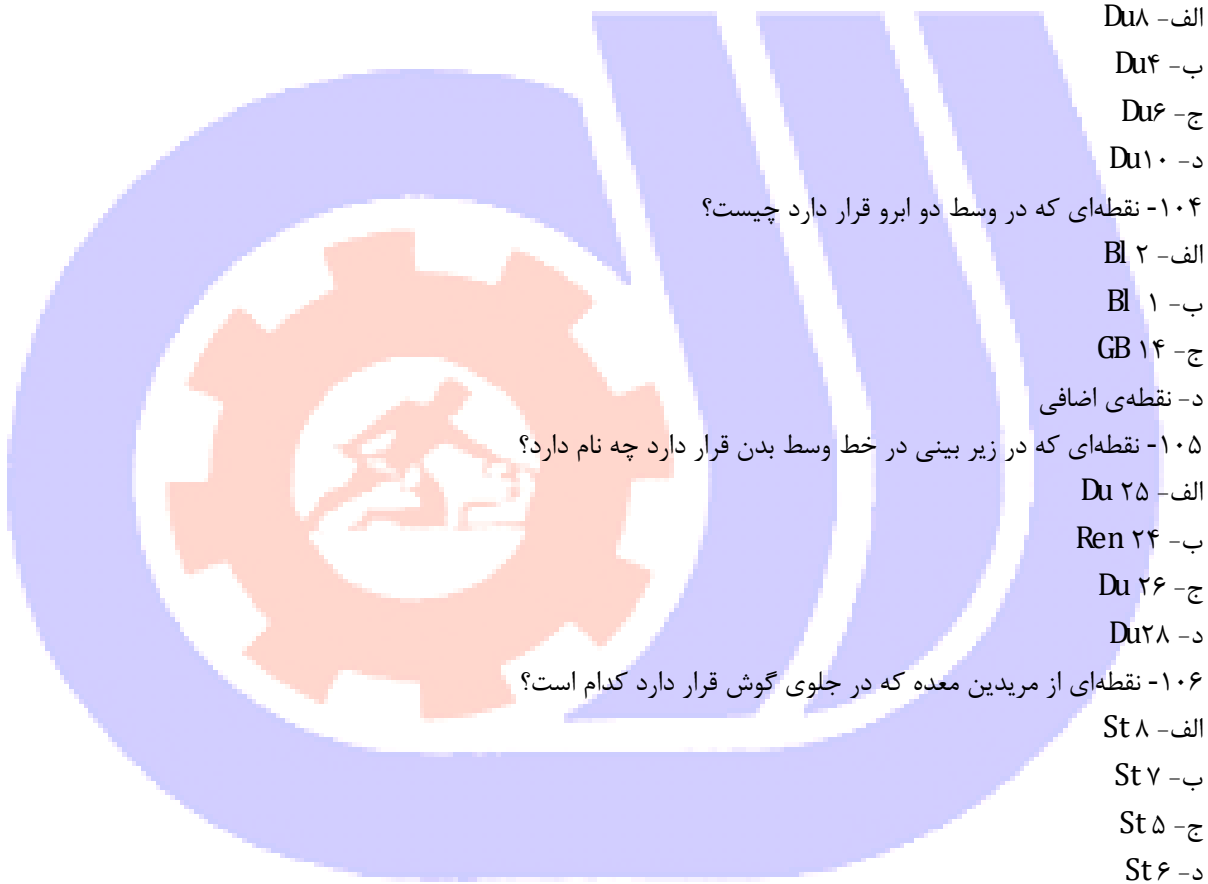 الف- Du۸
ب- Du۴
ج- Du۶
د- Du۱۰
۱۰۴- نقطه‌ای که در وسط دو ابرو قرار دارد چیست؟
الف- Bl ۲
ب- Bl ۱
ج- GB ۱۴
د- نقطه‌ی اضافی
۱۰۵- نقطه‌ای که در زیر بینی در خط وسط بدن قرار دارد چه نام دارد؟
الف- Du ۲۵
ب- Ren ۲۴
ج- Du ۲۶
د- Du۲۸
۱۰۶- نقطه‌ای از مریدین معده که در جلوی گوش قرار دارد کدام است؟
الف- St ۸
ب- St ۷
ج- St ۵
د- St ۶